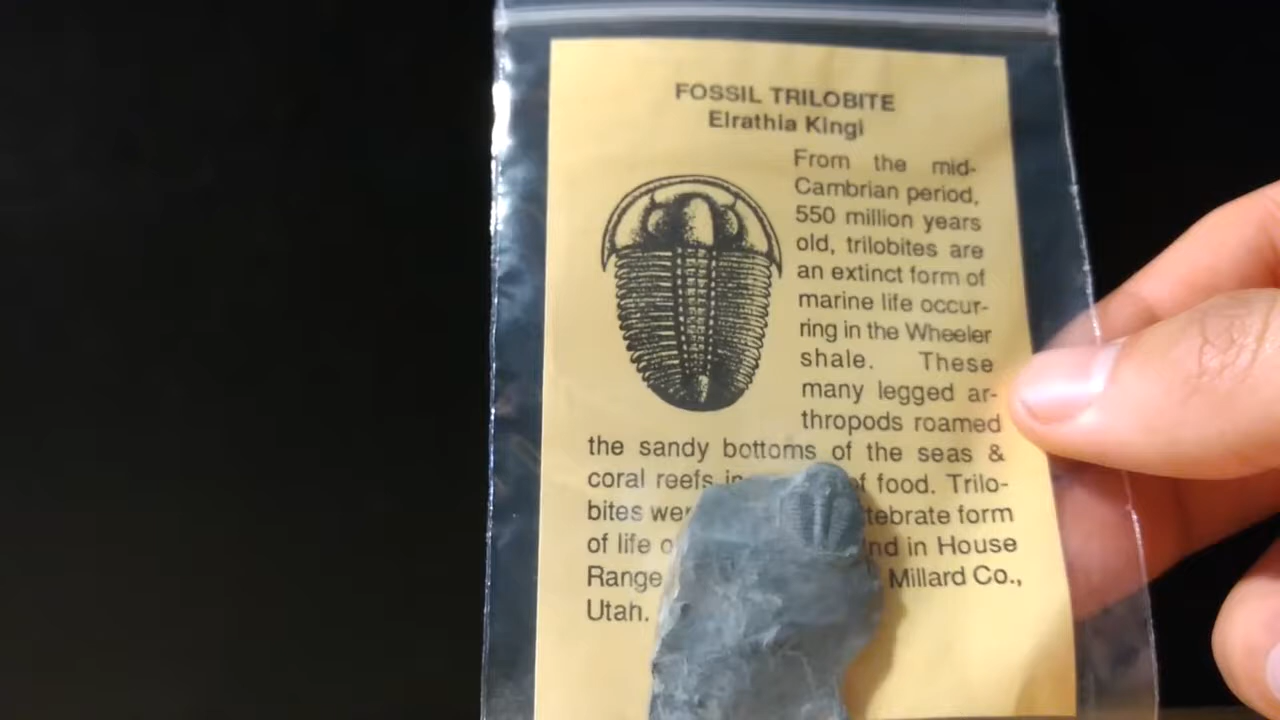 FOSSIL TRILOBITE
Elrathia Kingi
From the mid-
Cambrian period,
550 million years
old, trilobites are
an extinct form of
marine life occur-
ring in the Wheeler
shale. These
many legged ar-
thropods roamed
the sandy bottoms of the seas &
coral reefs in of food. Trilo-
bites wer tebrate form
of life o nd in House
Range Millard Co.,
Utah.